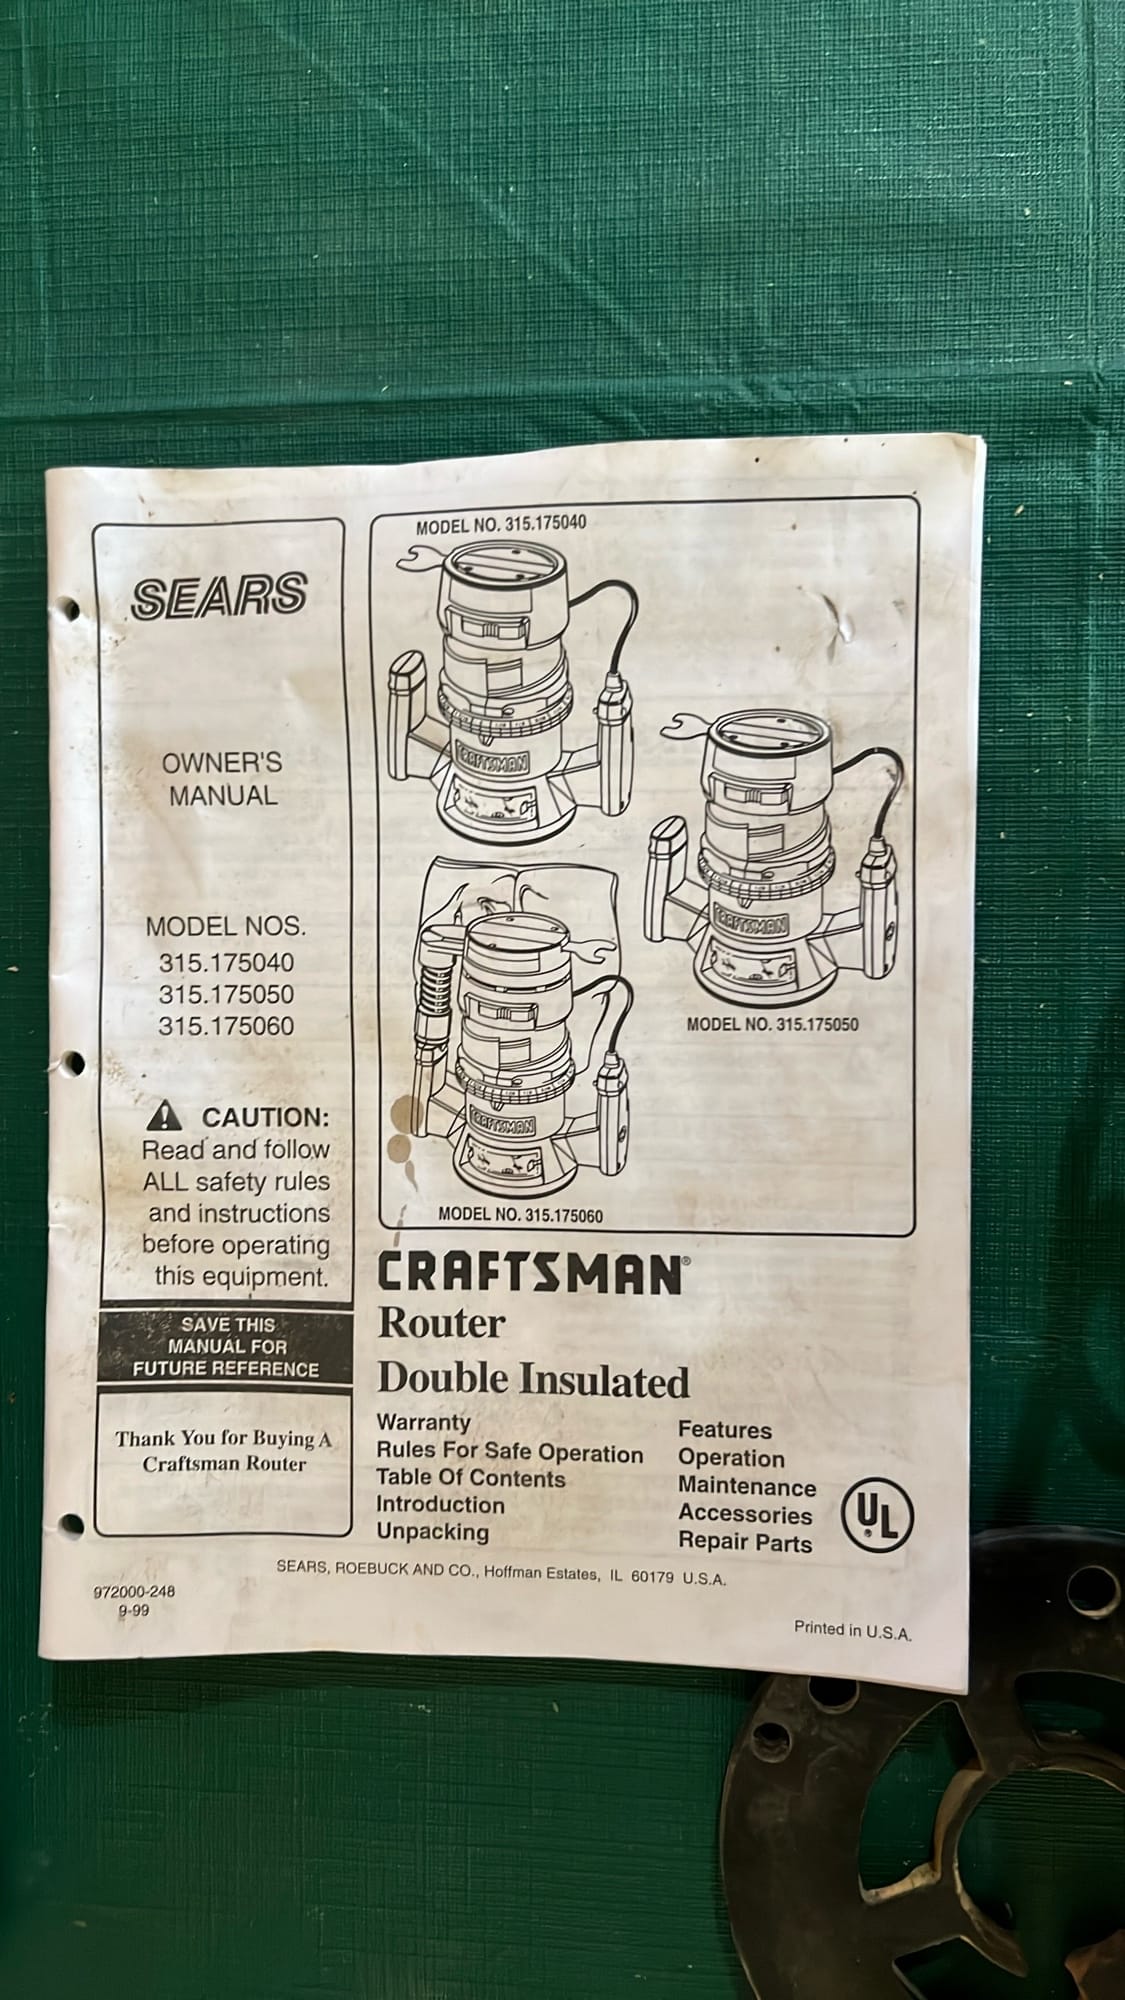 SEARS
OWNER'S
MANUAL
MODEL NOS.
315.175040
315.175050
315.175060
CAUTION:
Read and follow
ALL safety rules
and instructions
before operating
this equipment.
SAVE THIS
MANUAL FOR
FUTURE REFERENCE
Thank You for Buying A
Craftsman Router
MODEL NO. 315.175040
CRAFTSMAN
CRAFTSMAN
MODEL NO. 315.175050
CRAFTSMAN
MODEL NO. 315.175060
CRAFTSMAN®
Router
Double Insulated
Warranty
Rules For Safe Operation
Table Of Contents
Introduction
Unpacking
Features
Operation
Maintenance
Accessories
Repair Parts
UL
®
SEARS, ROEBUCK AND CO., Hoffman Estates, IL 60179 U.S.A.
972000-248
9-99
Printed in U.S.A.